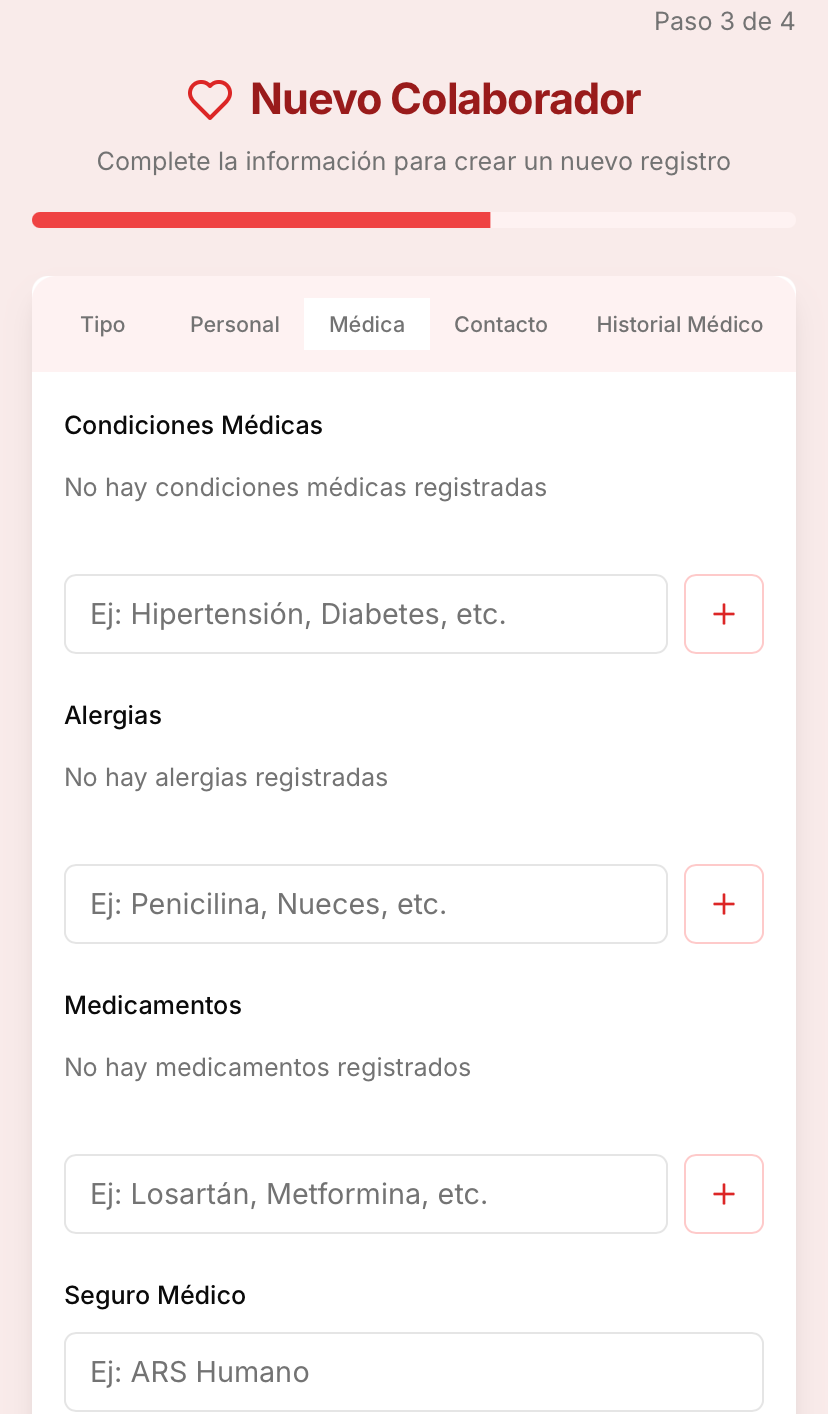 Paso 3 de 4
Nuevo Colaborador
Complete la información para crear un nuevo registro
Tipo Personal Médica Contacto Historial Médico
Condiciones Médicas
No hay condiciones médicas registradas
Ej: Hipertensión, Diabetes, etc.
Alergias
No hay alergias registradas
Ej: Penicilina, Nueces, etc.
Medicamentos
No hay medicamentos registrados
Ej: Losartán, Metformina, etc.
Seguro Médico
Ej: ARS Humano